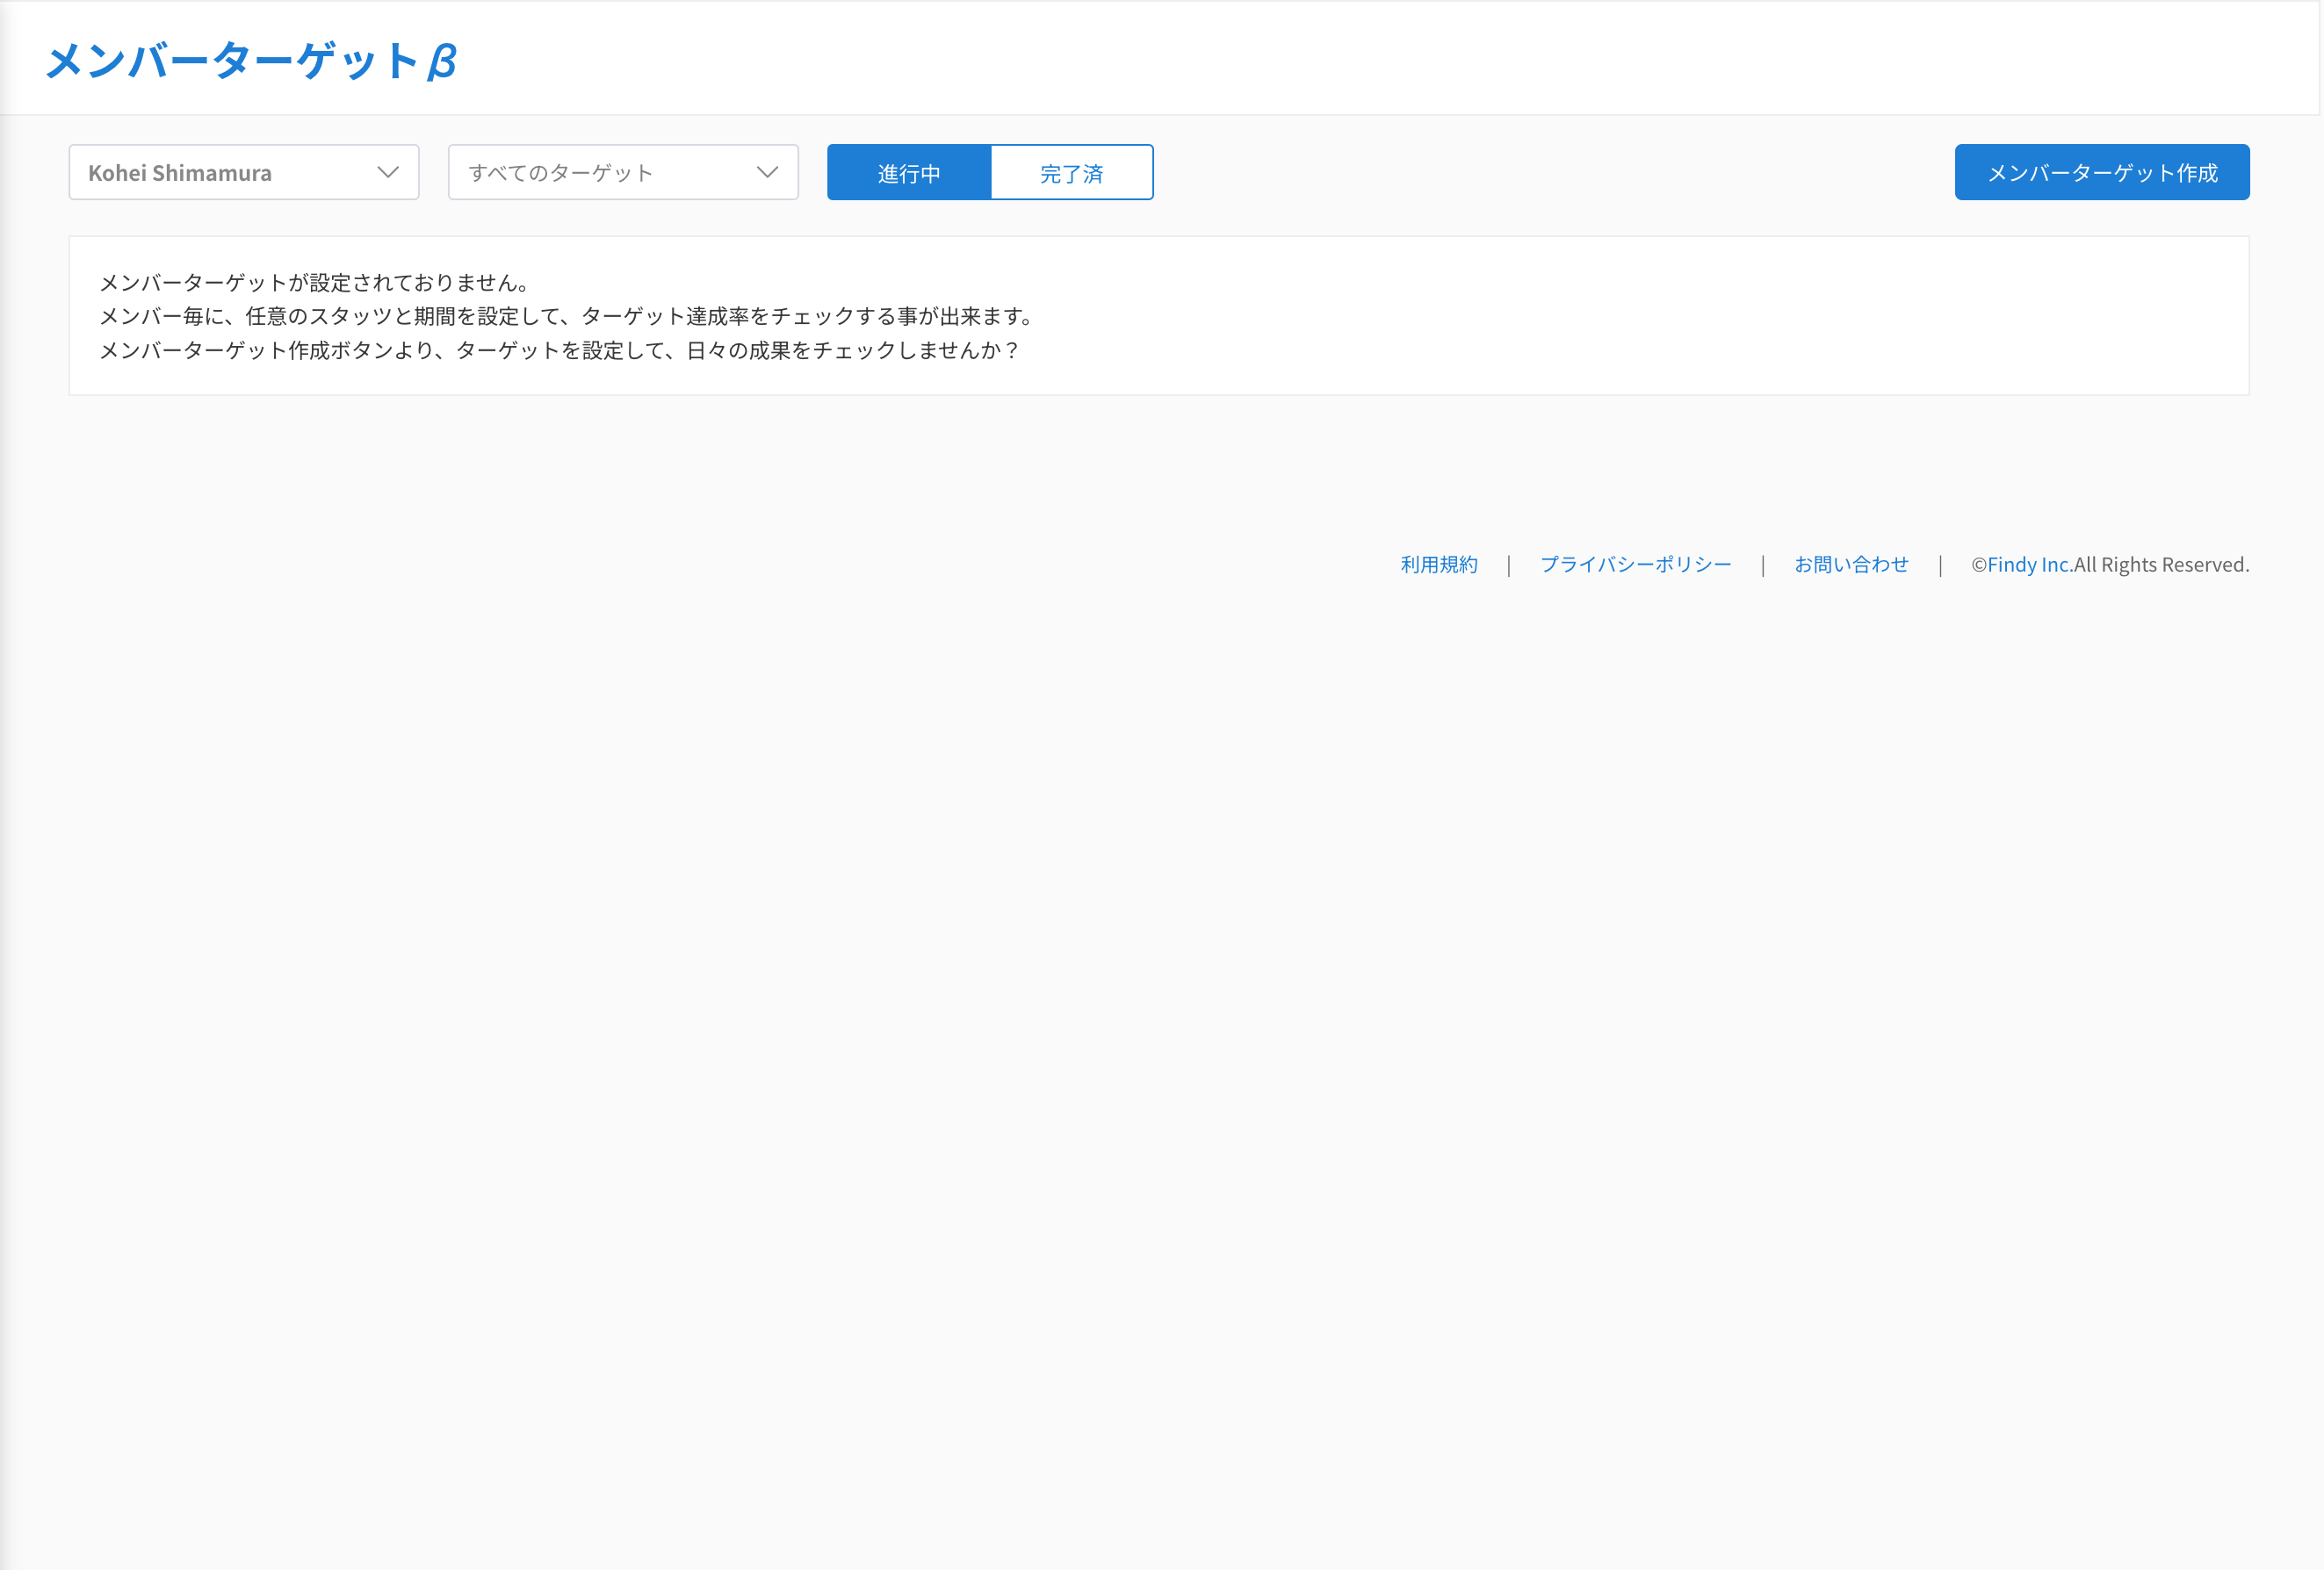 メンバーターゲットβ
Kohei Shimamura
すべてのターゲット
進行中
完了済
メンバーターゲット作成
メンバーターゲットが設定されておりません。
メンバー毎に、任意のスタッツと期間を設定して、ターゲット達成率をチェックする事が出来ます。
メンバーターゲット作成ボタンより、ターゲットを設定して、日々の成果をチェックしませんか？
利用規約 | プライバシーポリシー | お問い合わせ | ©Findy Inc.All Rights Reserved.